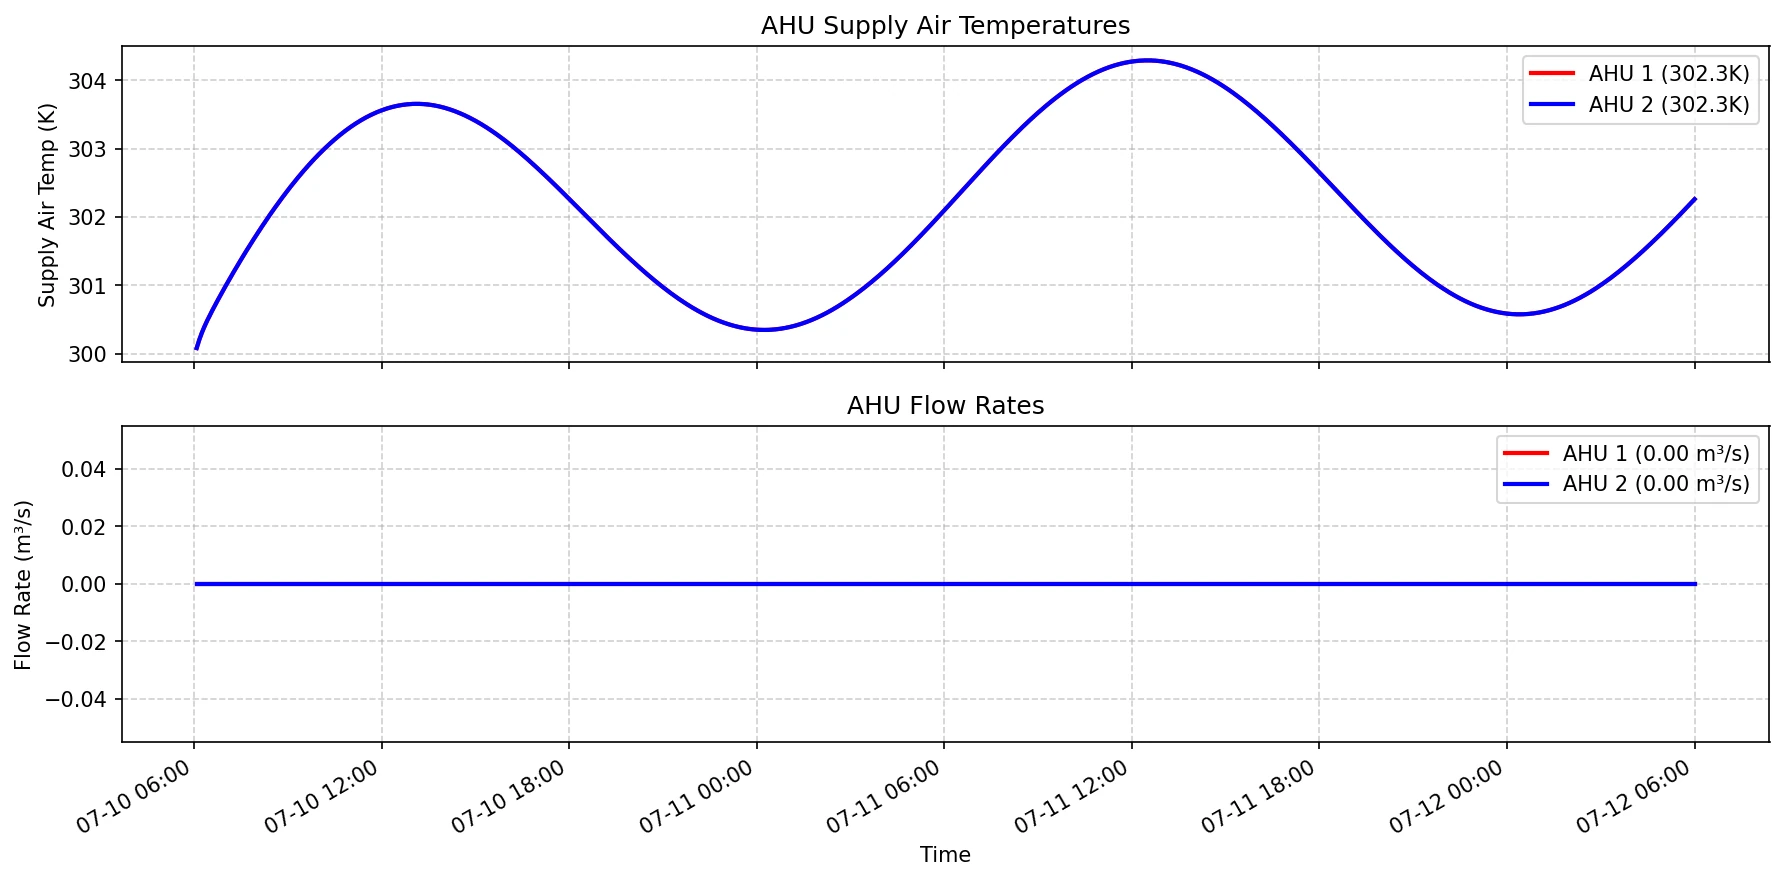 AHU Supply Air Temperatures
Supply Air Temp (K)
304
303
302
301
300
AHU 1 (302.3K)
AHU 2 (302.3K)
AHU Flow Rates
Flow Rate (m³/s)
0.04
0.02
0.00
−0.02
−0.04
AHU 1 (0.00 m³/s)
AHU 2 (0.00 m³/s)
07-10 06:00
07-10 12:00
07-10 18:00
07-11 00:00
07-11 06:00
07-11 12:00
07-11 18:00
07-12 00:00
07-12 06:00
Time